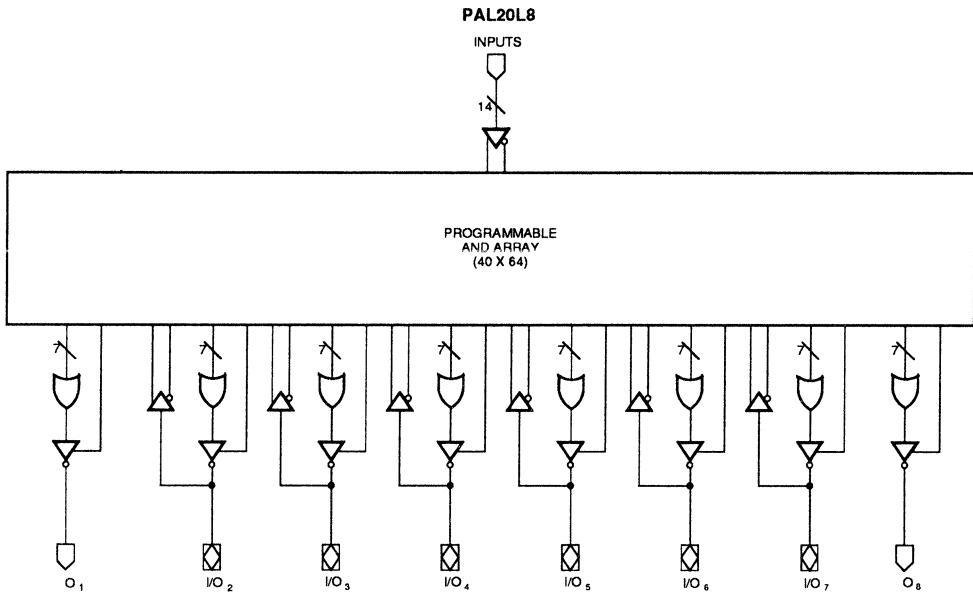 PAL20L8
INPUTS
14
PROGRAMMABLE
AND ARRAY
(40 X 64)
7 7 7 7 7 7 7 7
O1 I/O2 I/O3 I/O4 I/O5 I/O6 I/O7 O8